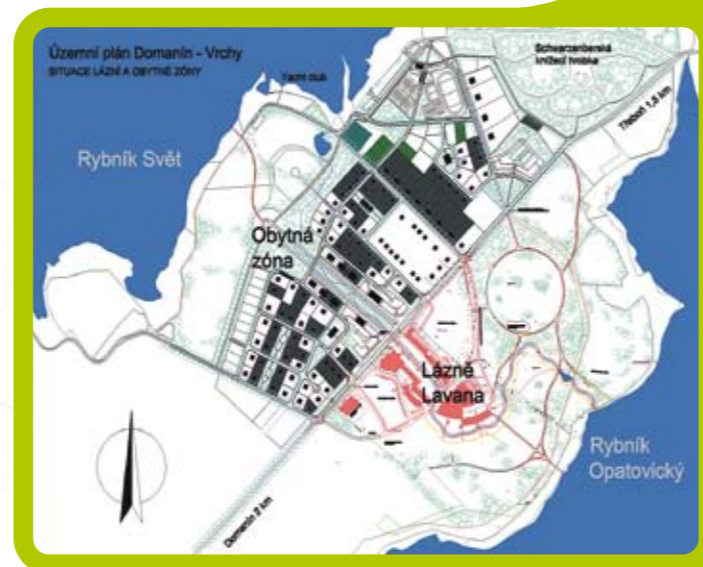 Územní plán Domanín - Vrchy
SITUACE LÁZNÍ A OBYTNÉ ZÓNY
Yacht club
Schwarzenberská
knížecí hrobka
Třeboň 1,5 km
Rybník Svět
Obytná
zóna
Lázně
Lavana
Rybník
Opatovický
Domanín 2 km